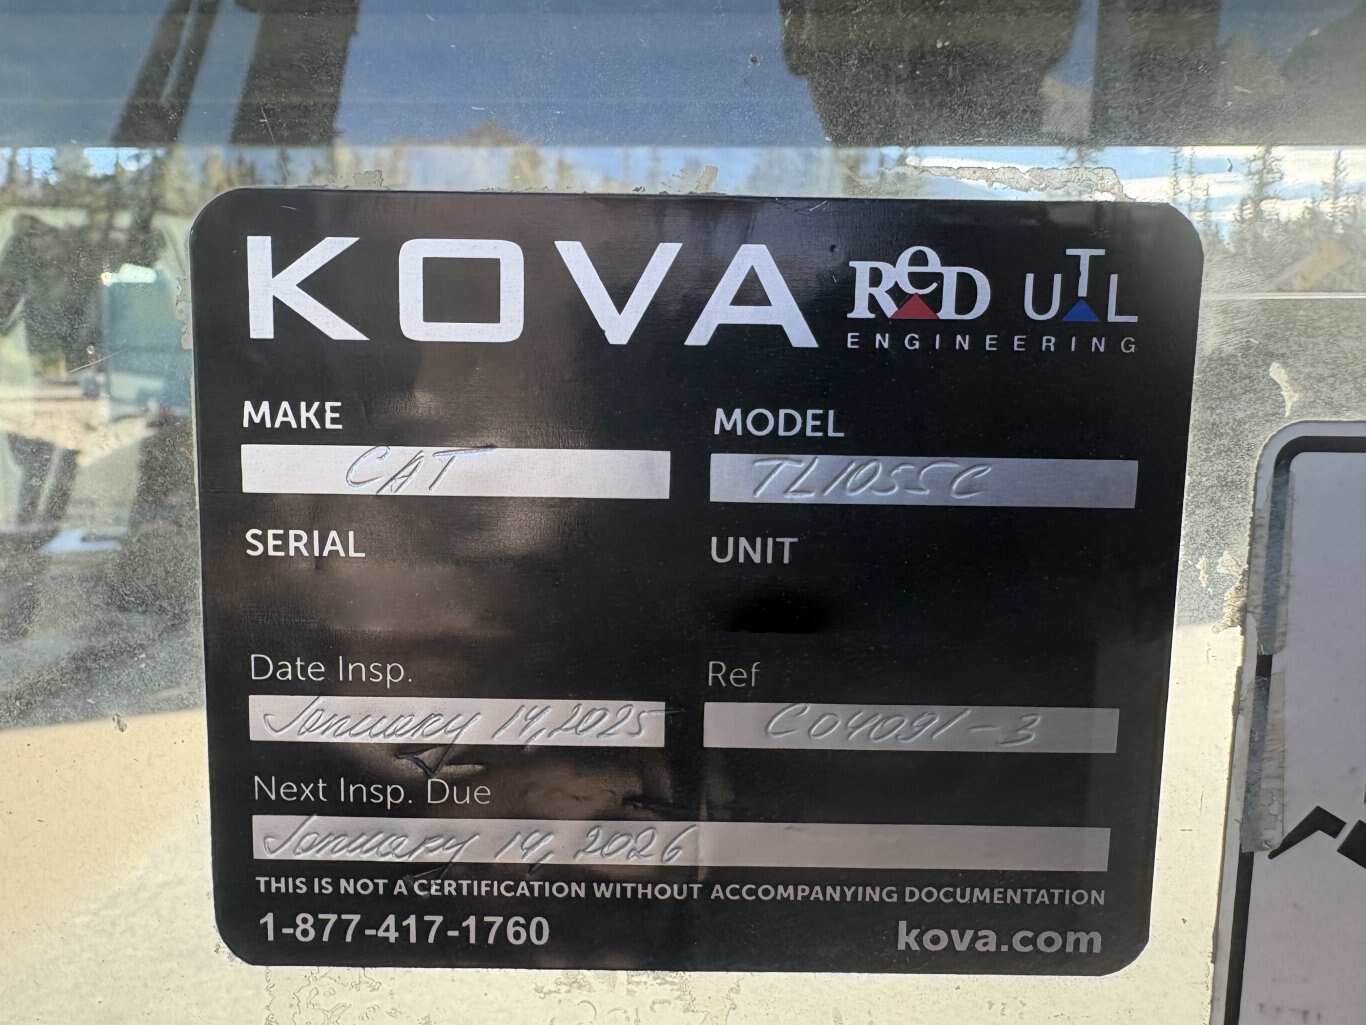 KOVA ReD UTL
ENGINEERING
MAKE MODEL
CAT TL1055C
SERIAL UNIT
Date Insp. Ref
January 14, 2025 C04091-3
Next Insp. Due
January 14, 2026
THIS IS NOT A CERTIFICATION WITHOUT ACCOMPANYING DOCUMENTATION
1-877-417-1760 kova.com